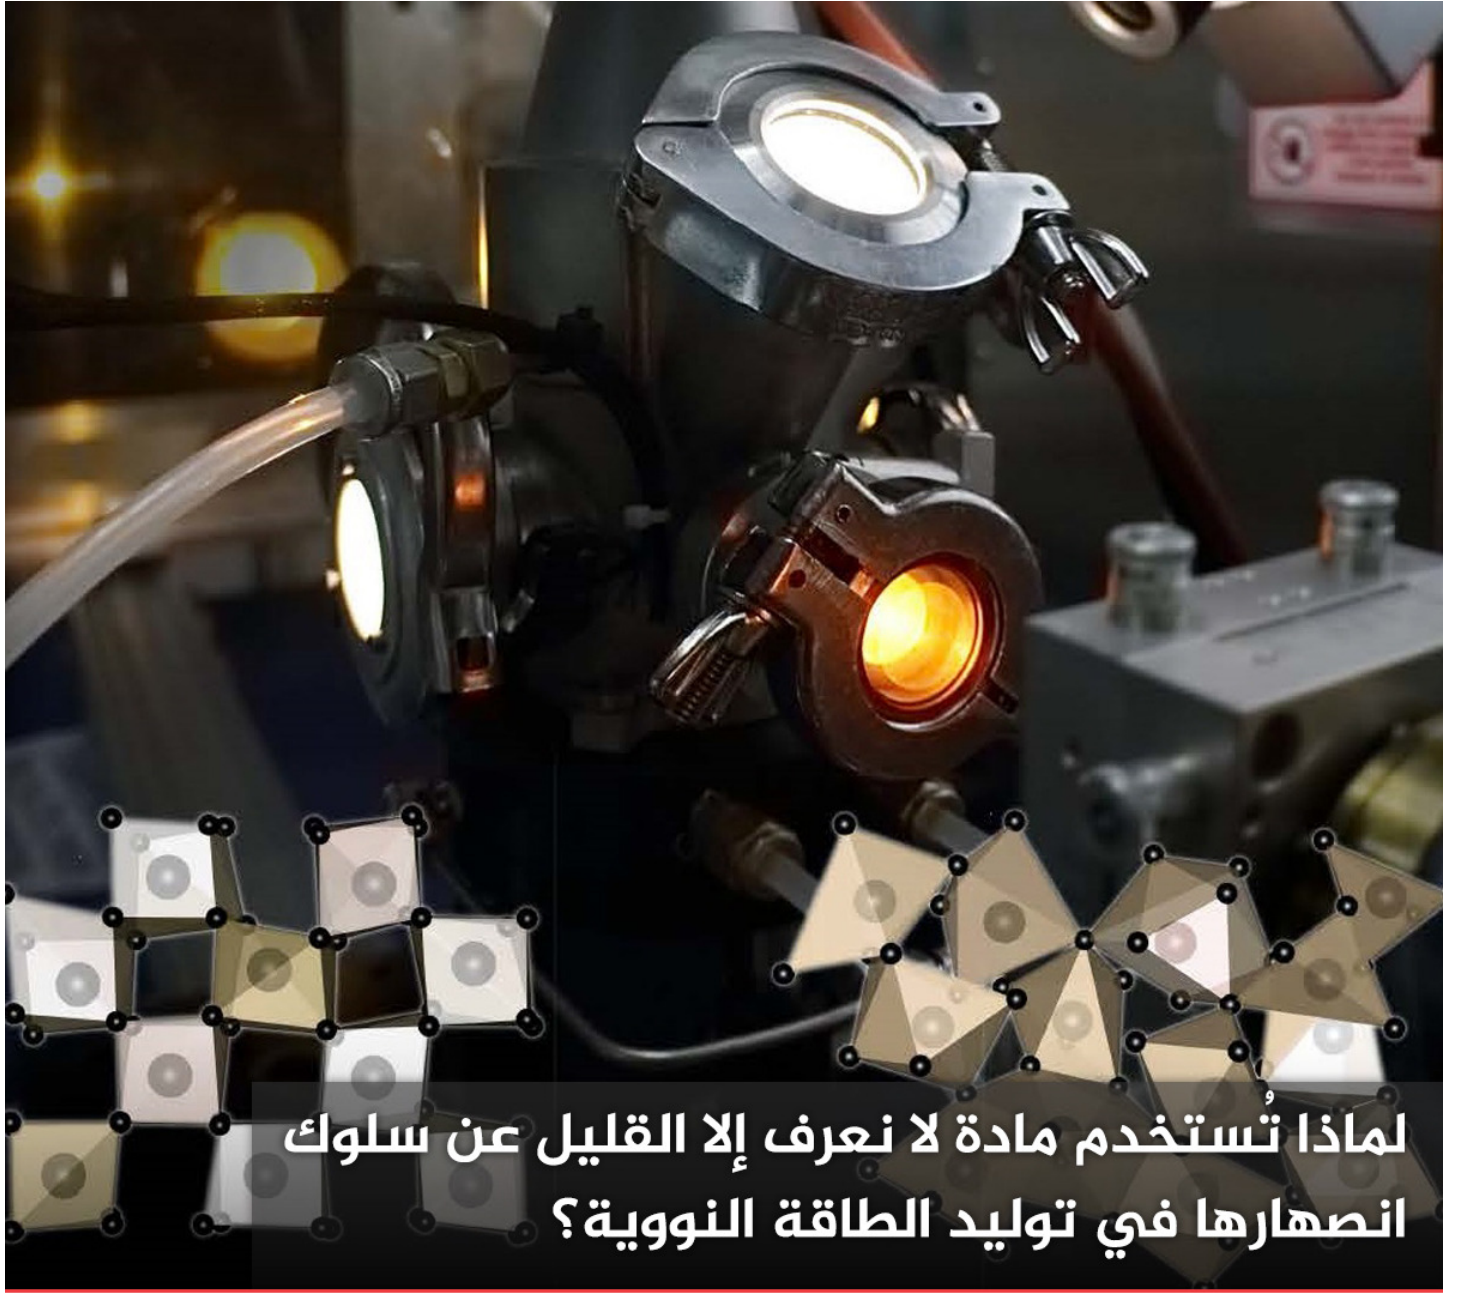 لماذا تُستخدم مادة لا نعرف إلا القليل عن سلوك
انصهارها في توليد الطاقة النووية؟